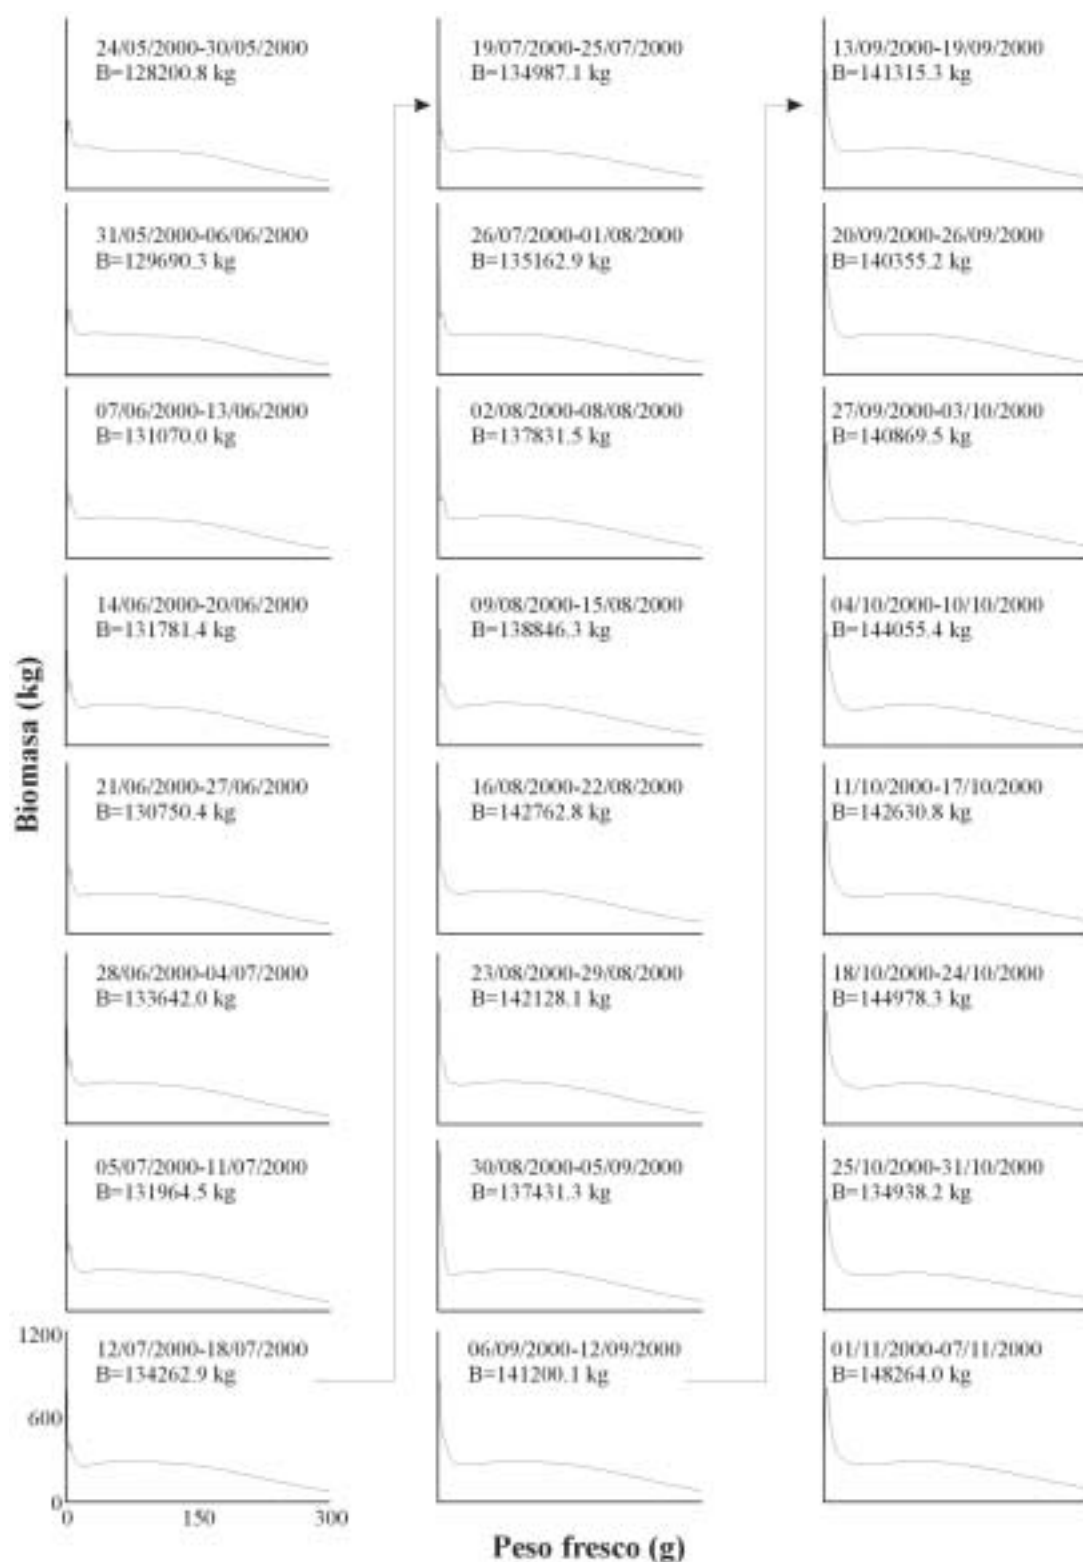 24/05/2000-30/05/2000
B=128200.8 kg
31/05/2000-06/06/2000
B=129690.3 kg
07/06/2000-13/06/2000
B=131070.0 kg
14/06/2000-20/06/2000
B=131781.4 kg
21/06/2000-27/06/2000
B=130750.4 kg
28/06/2000-04/07/2000
B=133642.0 kg
05/07/2000-11/07/2000
B=131964.5 kg
12/07/2000-18/07/2000
B=134262.9 kg
19/07/2000-25/07/2000
B=134987.1 kg
26/07/2000-01/08/2000
B=135162.9 kg
02/08/2000-08/08/2000
B=137831.5 kg
09/08/2000-15/08/2000
B=138846.3 kg
16/08/2000-22/08/2000
B=142762.8 kg
23/08/2000-29/08/2000
B=142128.1 kg
30/08/2000-05/09/2000
B=137431.3 kg
06/09/2000-12/09/2000
B=141200.1 kg
13/09/2000-19/09/2000
B=141315.3 kg
20/09/2000-26/09/2000
B=140355.2 kg
27/09/2000-03/10/2000
B=140869.5 kg
04/10/2000-10/10/2000
B=144055.4 kg
11/10/2000-17/10/2000
B=142630.8 kg
18/10/2000-24/10/2000
B=144978.3 kg
25/10/2000-31/10/2000
B=134938.2 kg
01/11/2000-07/11/2000
B=148264.0 kg
Biomasa (kg)
1200
600
0
0 150 300
Peso fresco (g)